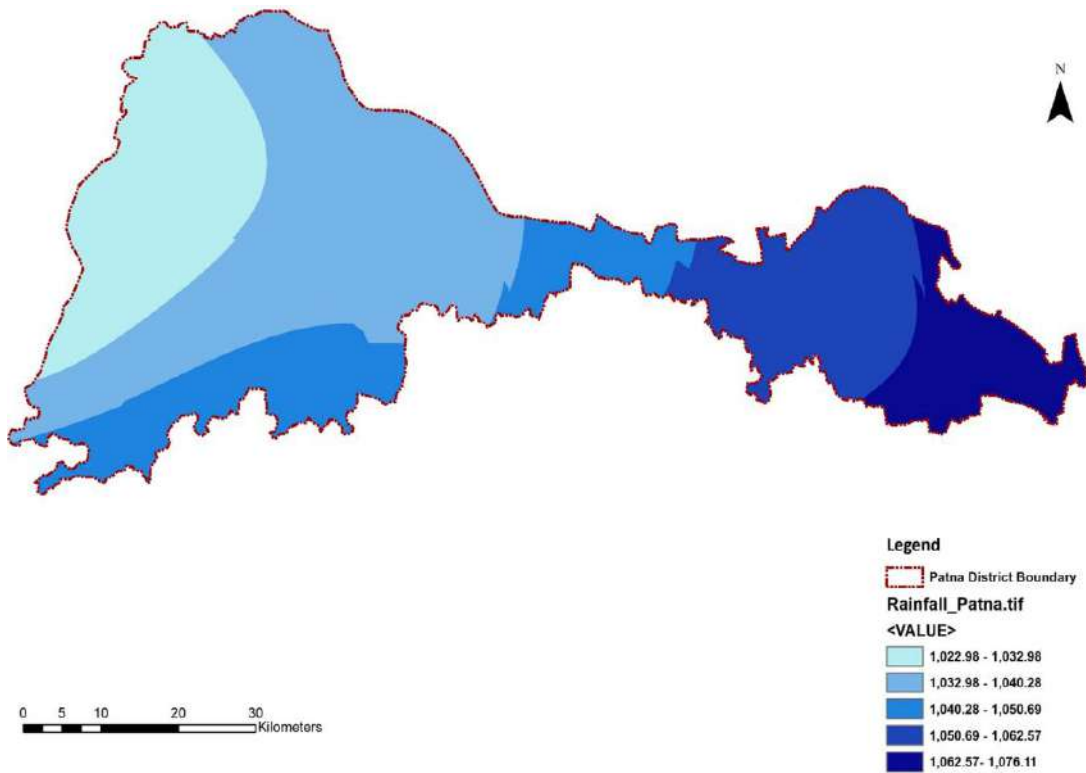 N
Legend
Patna District Boundary
Rainfall_Patna.tif
<VALUE>
1,022.98 - 1,032.98
1,032.98 - 1,040.28
1,040.28 - 1,050.69
1,050.69 - 1,062.57
1,062.57- 1,076.11
0 5 10 20 30
Kilometers